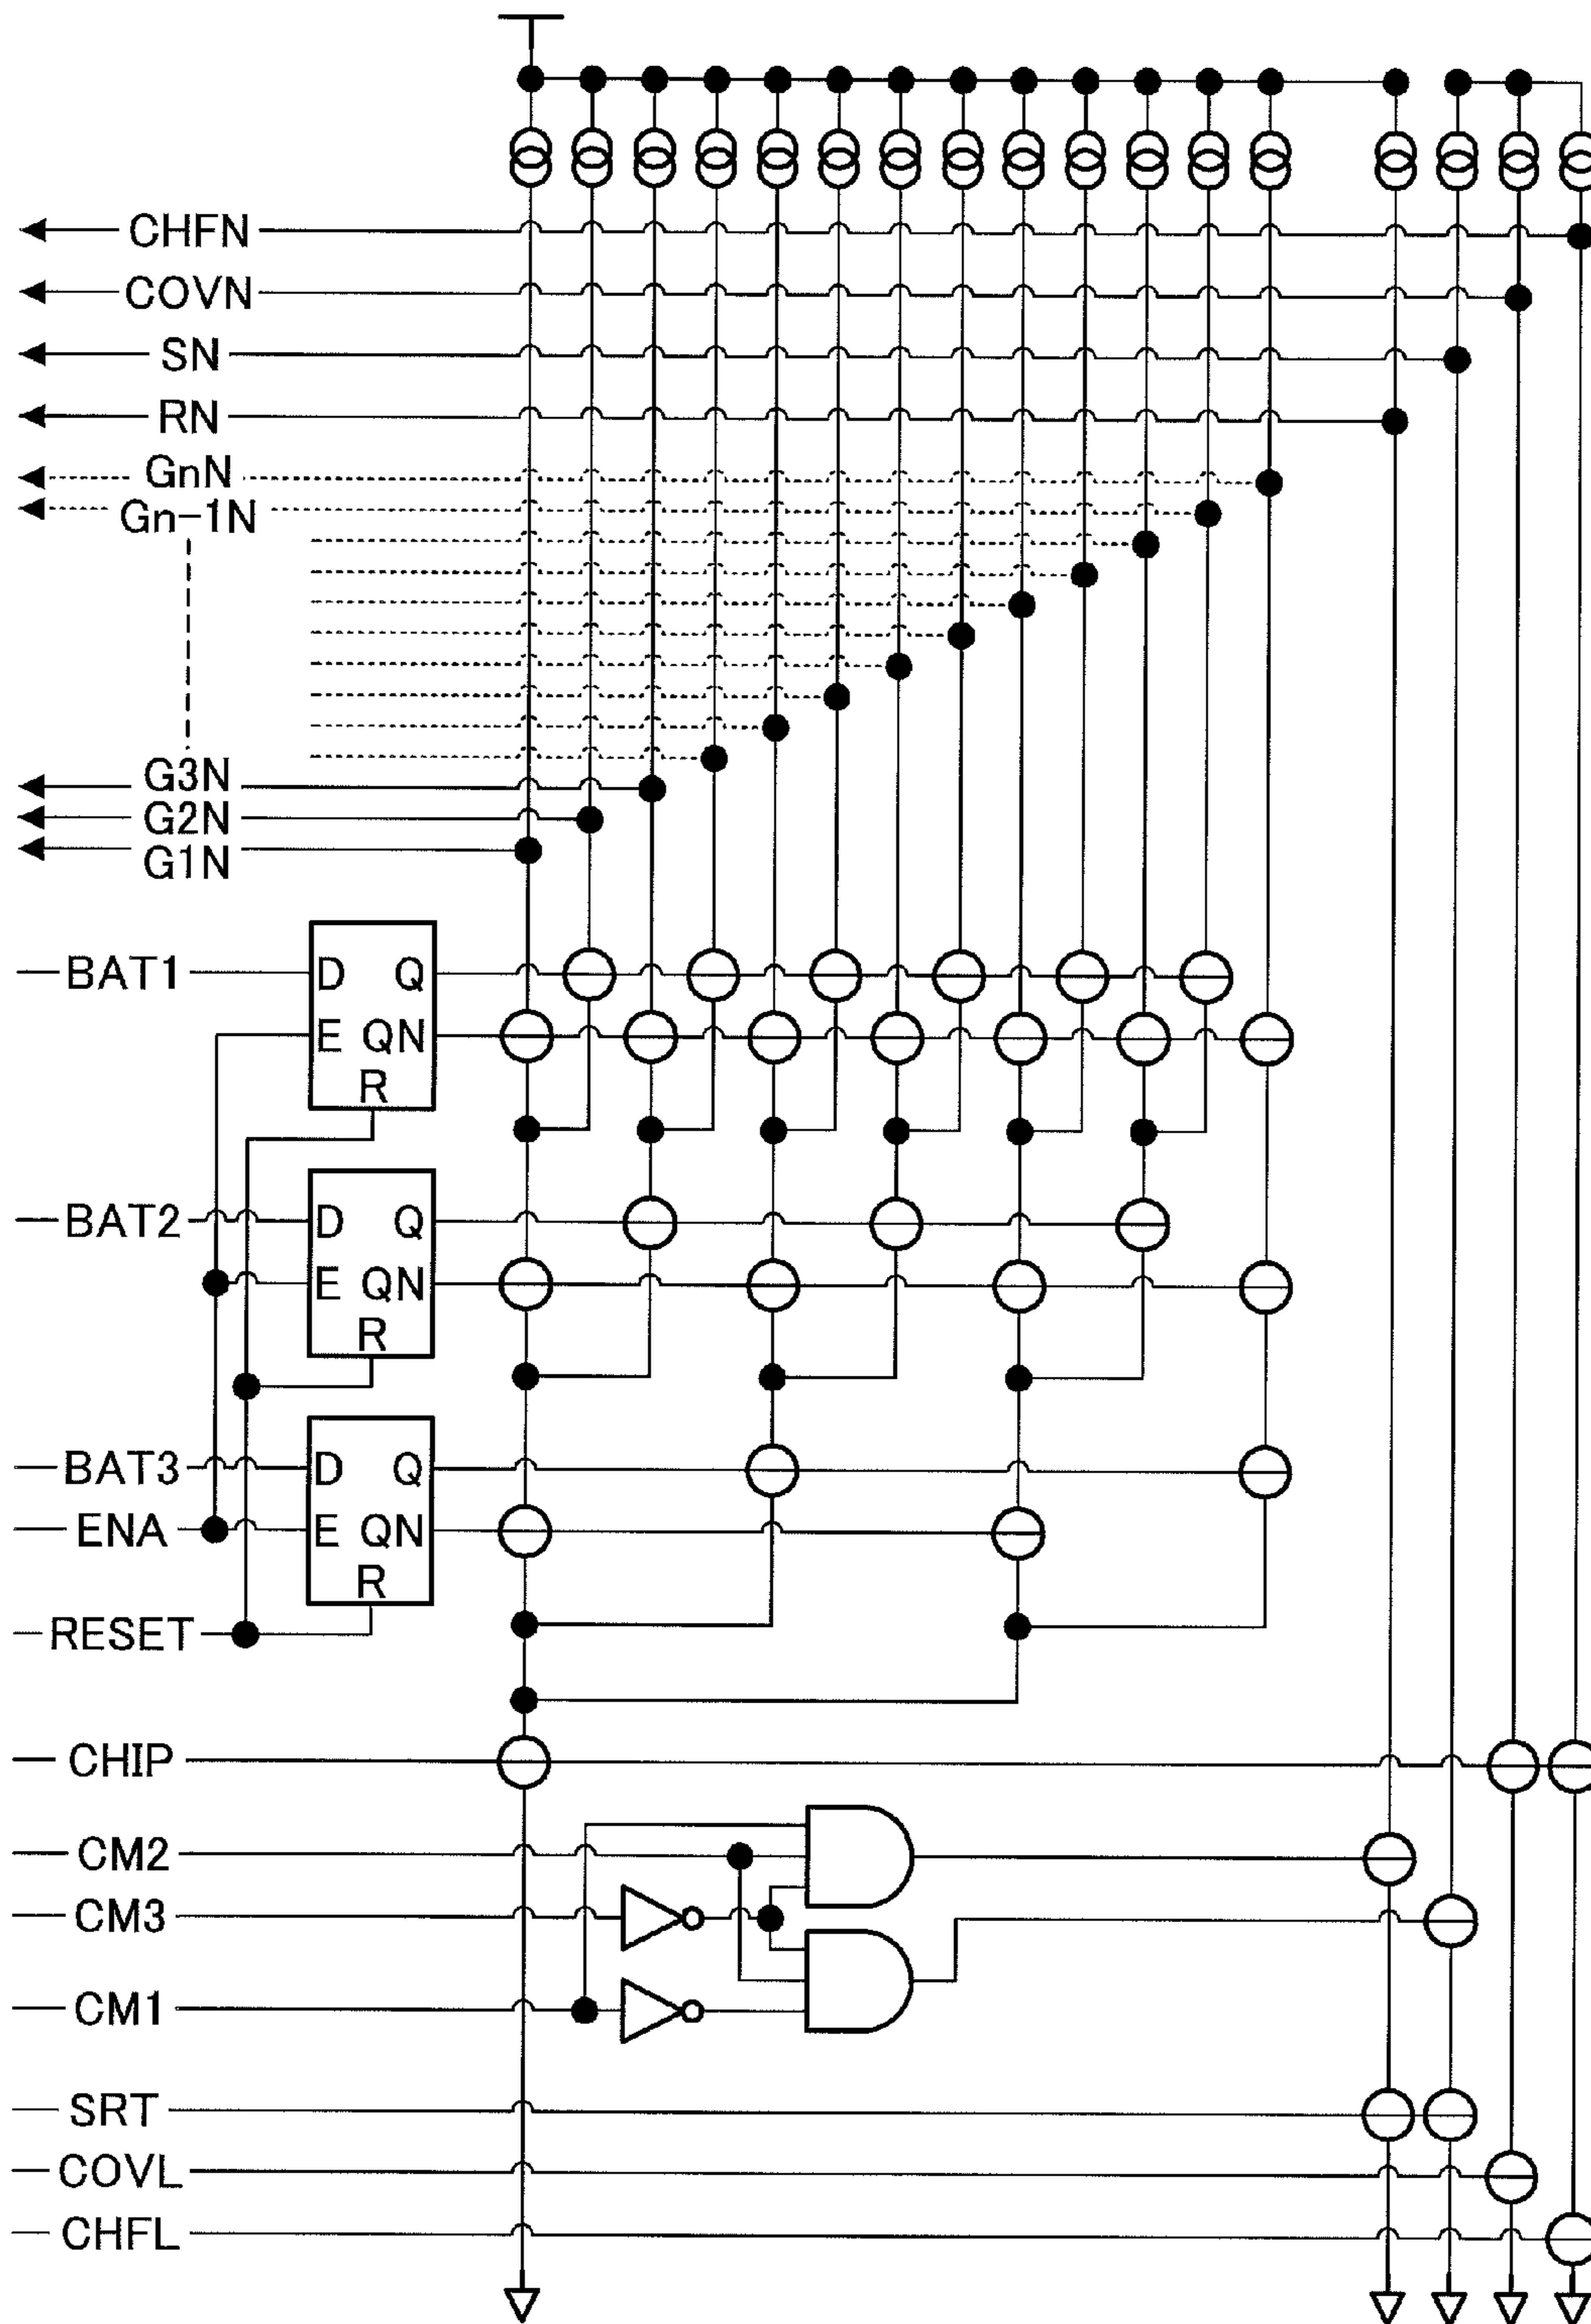 CHFN
COVN
SN
RN
GnN
Gn-1N
G3N
G2N
G1N
BAT1
D Q
E QN
R
BAT2
D Q
E QN
R
BAT3
D Q
ENA
E QN
R
RESET
CHIP
CM2
CM3
CM1
SRT
COVL
CHFL